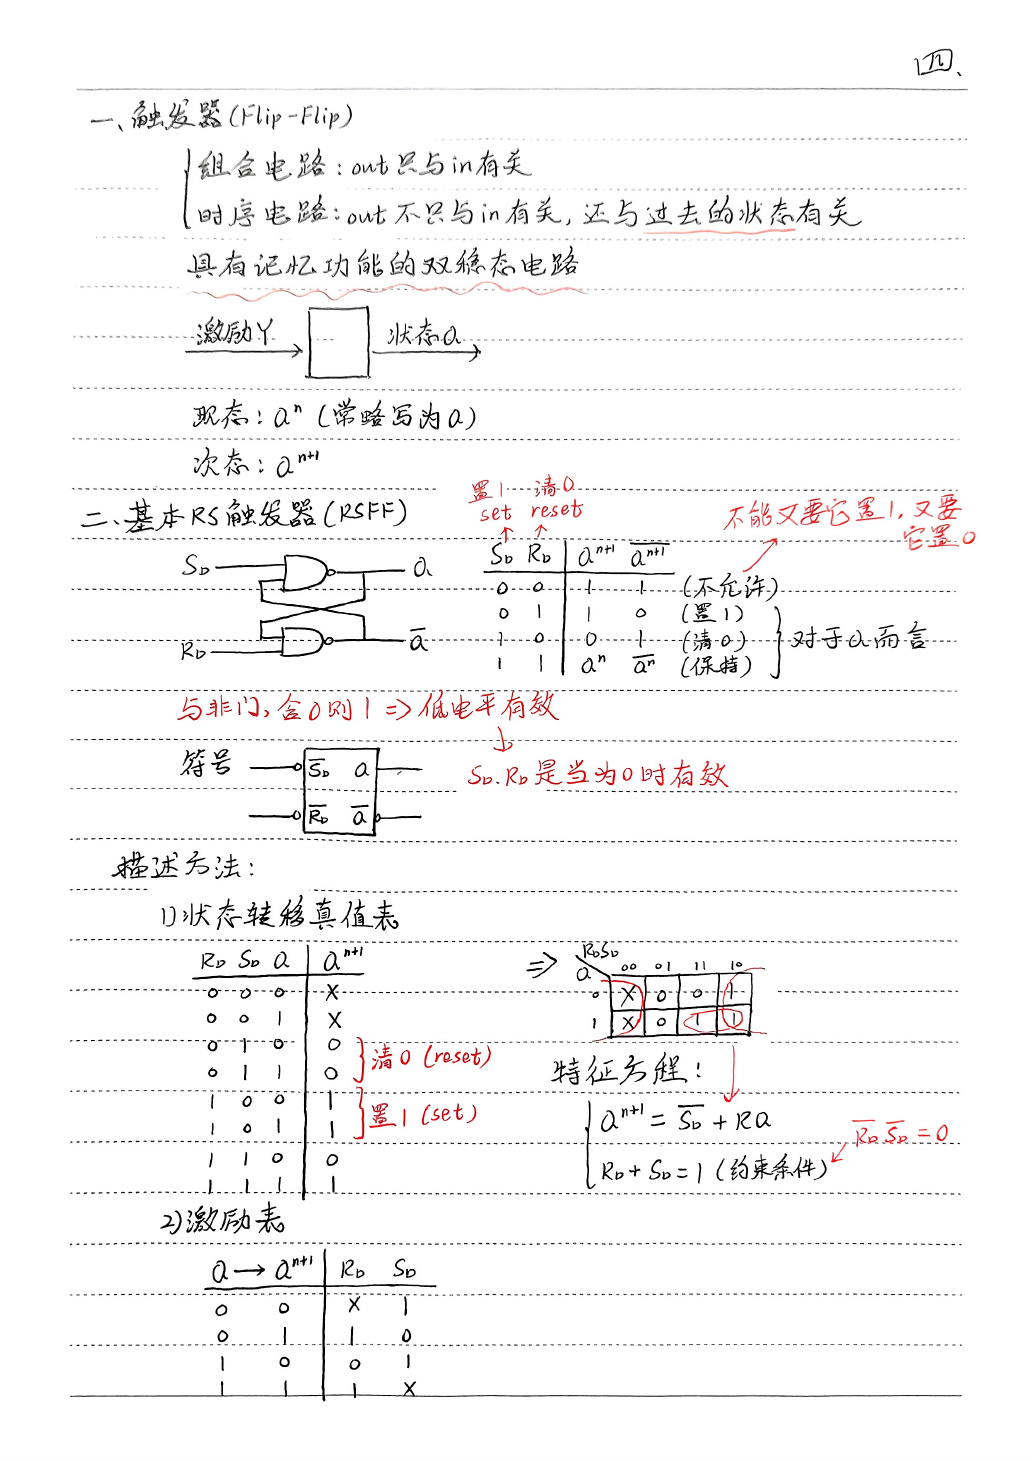 四、
一、触发器(Flip-Flip)
组合电路:out只与in有关
时序电路:out不只与in有关,还与过去的状态有关
具有记忆功能的双稳态电路
激励Y 状态Q
现态:Qⁿ(常略写为Q)
次态:Qⁿ⁺¹
二、基本RS触发器(RSFF)
置1 清0
set reset
不能又要它置1,又要
它置0
S_D Q
R_D Q̅
S_D R_D Qⁿ⁺¹ \overline{Qⁿ⁺¹}
0 0 1 1 (不允许)
0 1 1 0 (置1)
1 0 0 1 (清0)
1 1 Qⁿ \overline{Qⁿ} (保持)
对于Q而言
与非门,含0则1 => 低电平有效
S_D.R_D是当为0时有效
符号
\overline{S_D} Q
\overline{R_D} Q̅
描述方法:
1)状态转移真值表
R_D S_D Q Qⁿ⁺¹
0 0 0 X
0 0 1 X
0 1 0 0
0 1 1 0
清0(reset)
1 0 0 1
1 0 1 1
置1(set)
1 1 0 0
1 1 1 1
=>
R_DS_D
Q 00 01 11 10
0 X 0 0 1
1 X 0 1 1
特征方程:
Qⁿ⁺¹ = \overline{S_D} + RQ
R_D + S_D = 1 (约束条件)
\overline{R_D} \overline{S_D} = 0
2)激励表
Q → Qⁿ⁺¹ R_D S_D
0 0 X 1
0 1 1 0
1 0 0 1
1 1 1 X